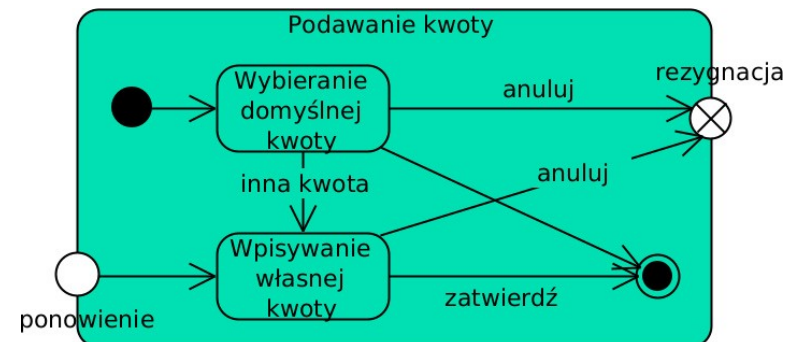 Podawanie kwoty
rezygnacja
Wybieranie
domyślnej
kwoty
anuluj
inna kwota
anuluj
Wpisywanie
własnej
kwoty
zatwierdź
ponowienie